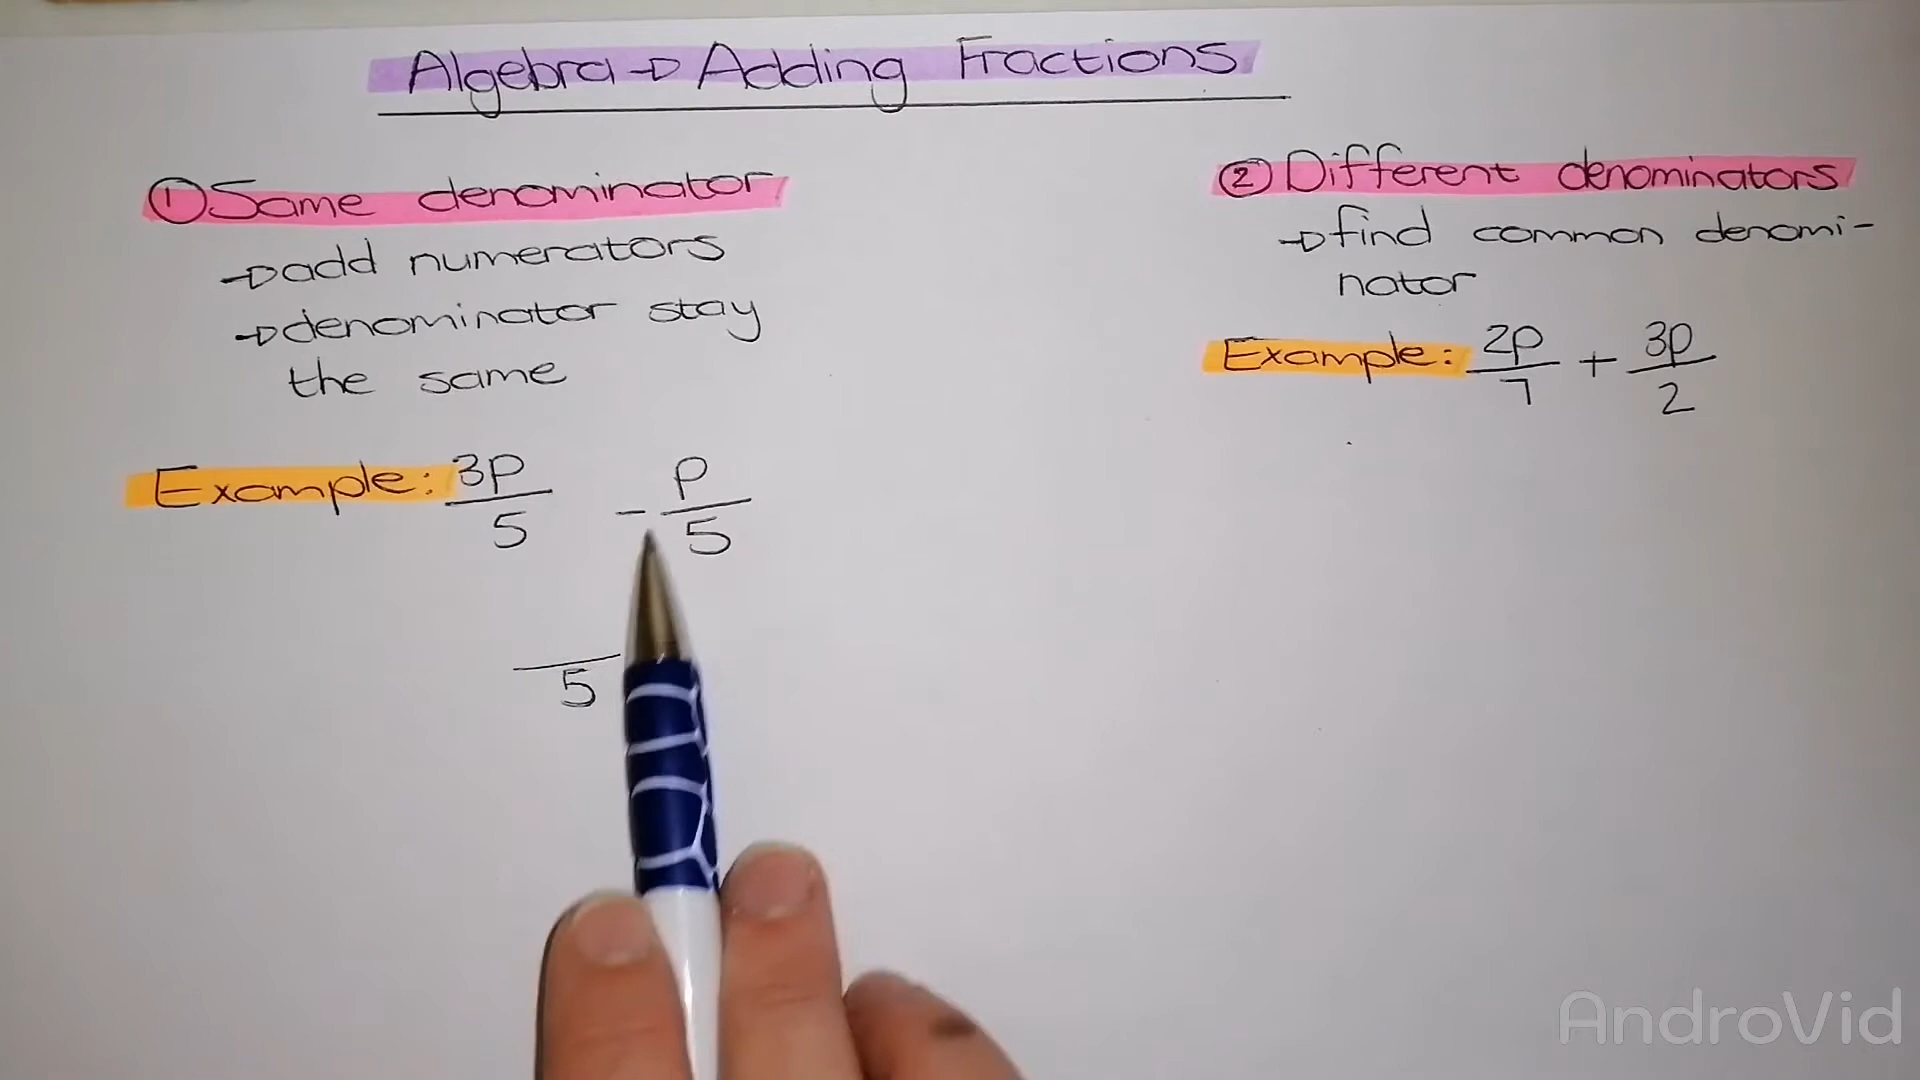 Algebra → Adding Fractions
① Same denominator
→ add numerators
→ denominator stay
the same
Example: 3p/5 - p/5
5
② Different denominators
→ find common denomi-
nator
Example: 2p/7 + 3p/2
AndroVid